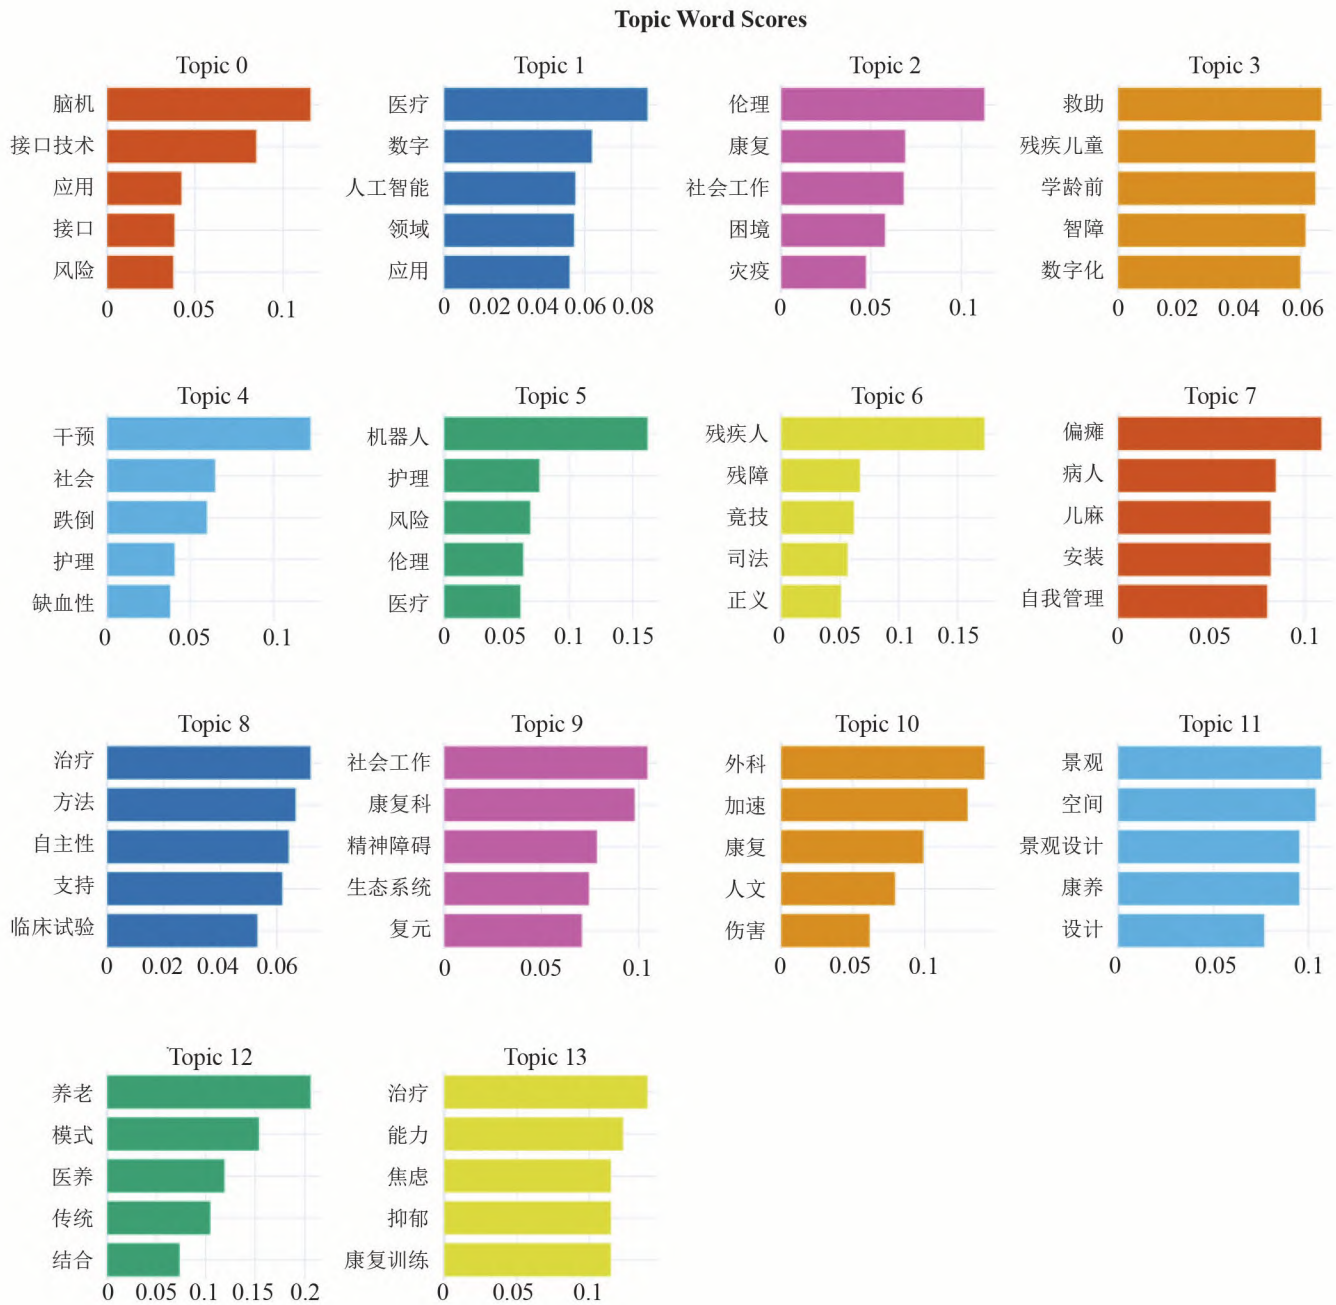 Topic Word Scores
Topic 0
脑机
接口技术
应用
接口
风险
0 0.05 0.1
Topic 1
医疗
数字
人工智能
领域
应用
0 0.02 0.04 0.06 0.08
Topic 2
伦理
康复
社会工作
困境
灾疫
0 0.05 0.1
Topic 3
救助
残疾儿童
学龄前
智障
数字化
0 0.02 0.04 0.06
Topic 4
干预
社会
跌倒
护理
缺血性
0 0.05 0.1
Topic 5
机器人
护理
风险
伦理
医疗
0 0.05 0.1 0.15
Topic 6
残疾人
残障
竞技
司法
正义
0 0.05 0.1 0.15
Topic 7
偏瘫
病人
儿麻
安装
自我管理
0 0.05 0.1
Topic 8
治疗
方法
自主性
支持
临床试验
0 0.02 0.04 0.06
Topic 9
社会工作
康复科
精神障碍
生态系统
复元
0 0.05 0.1
Topic 10
外科
加速
康复
人文
伤害
0 0.05 0.1
Topic 11
景观
空间
景观设计
康养
设计
0 0.05 0.1
Topic 12
养老
模式
医养
传统
结合
0 0.05 0.1 0.15 0.2
Topic 13
治疗
能力
焦虑
抑郁
康复训练
0 0.05 0.1